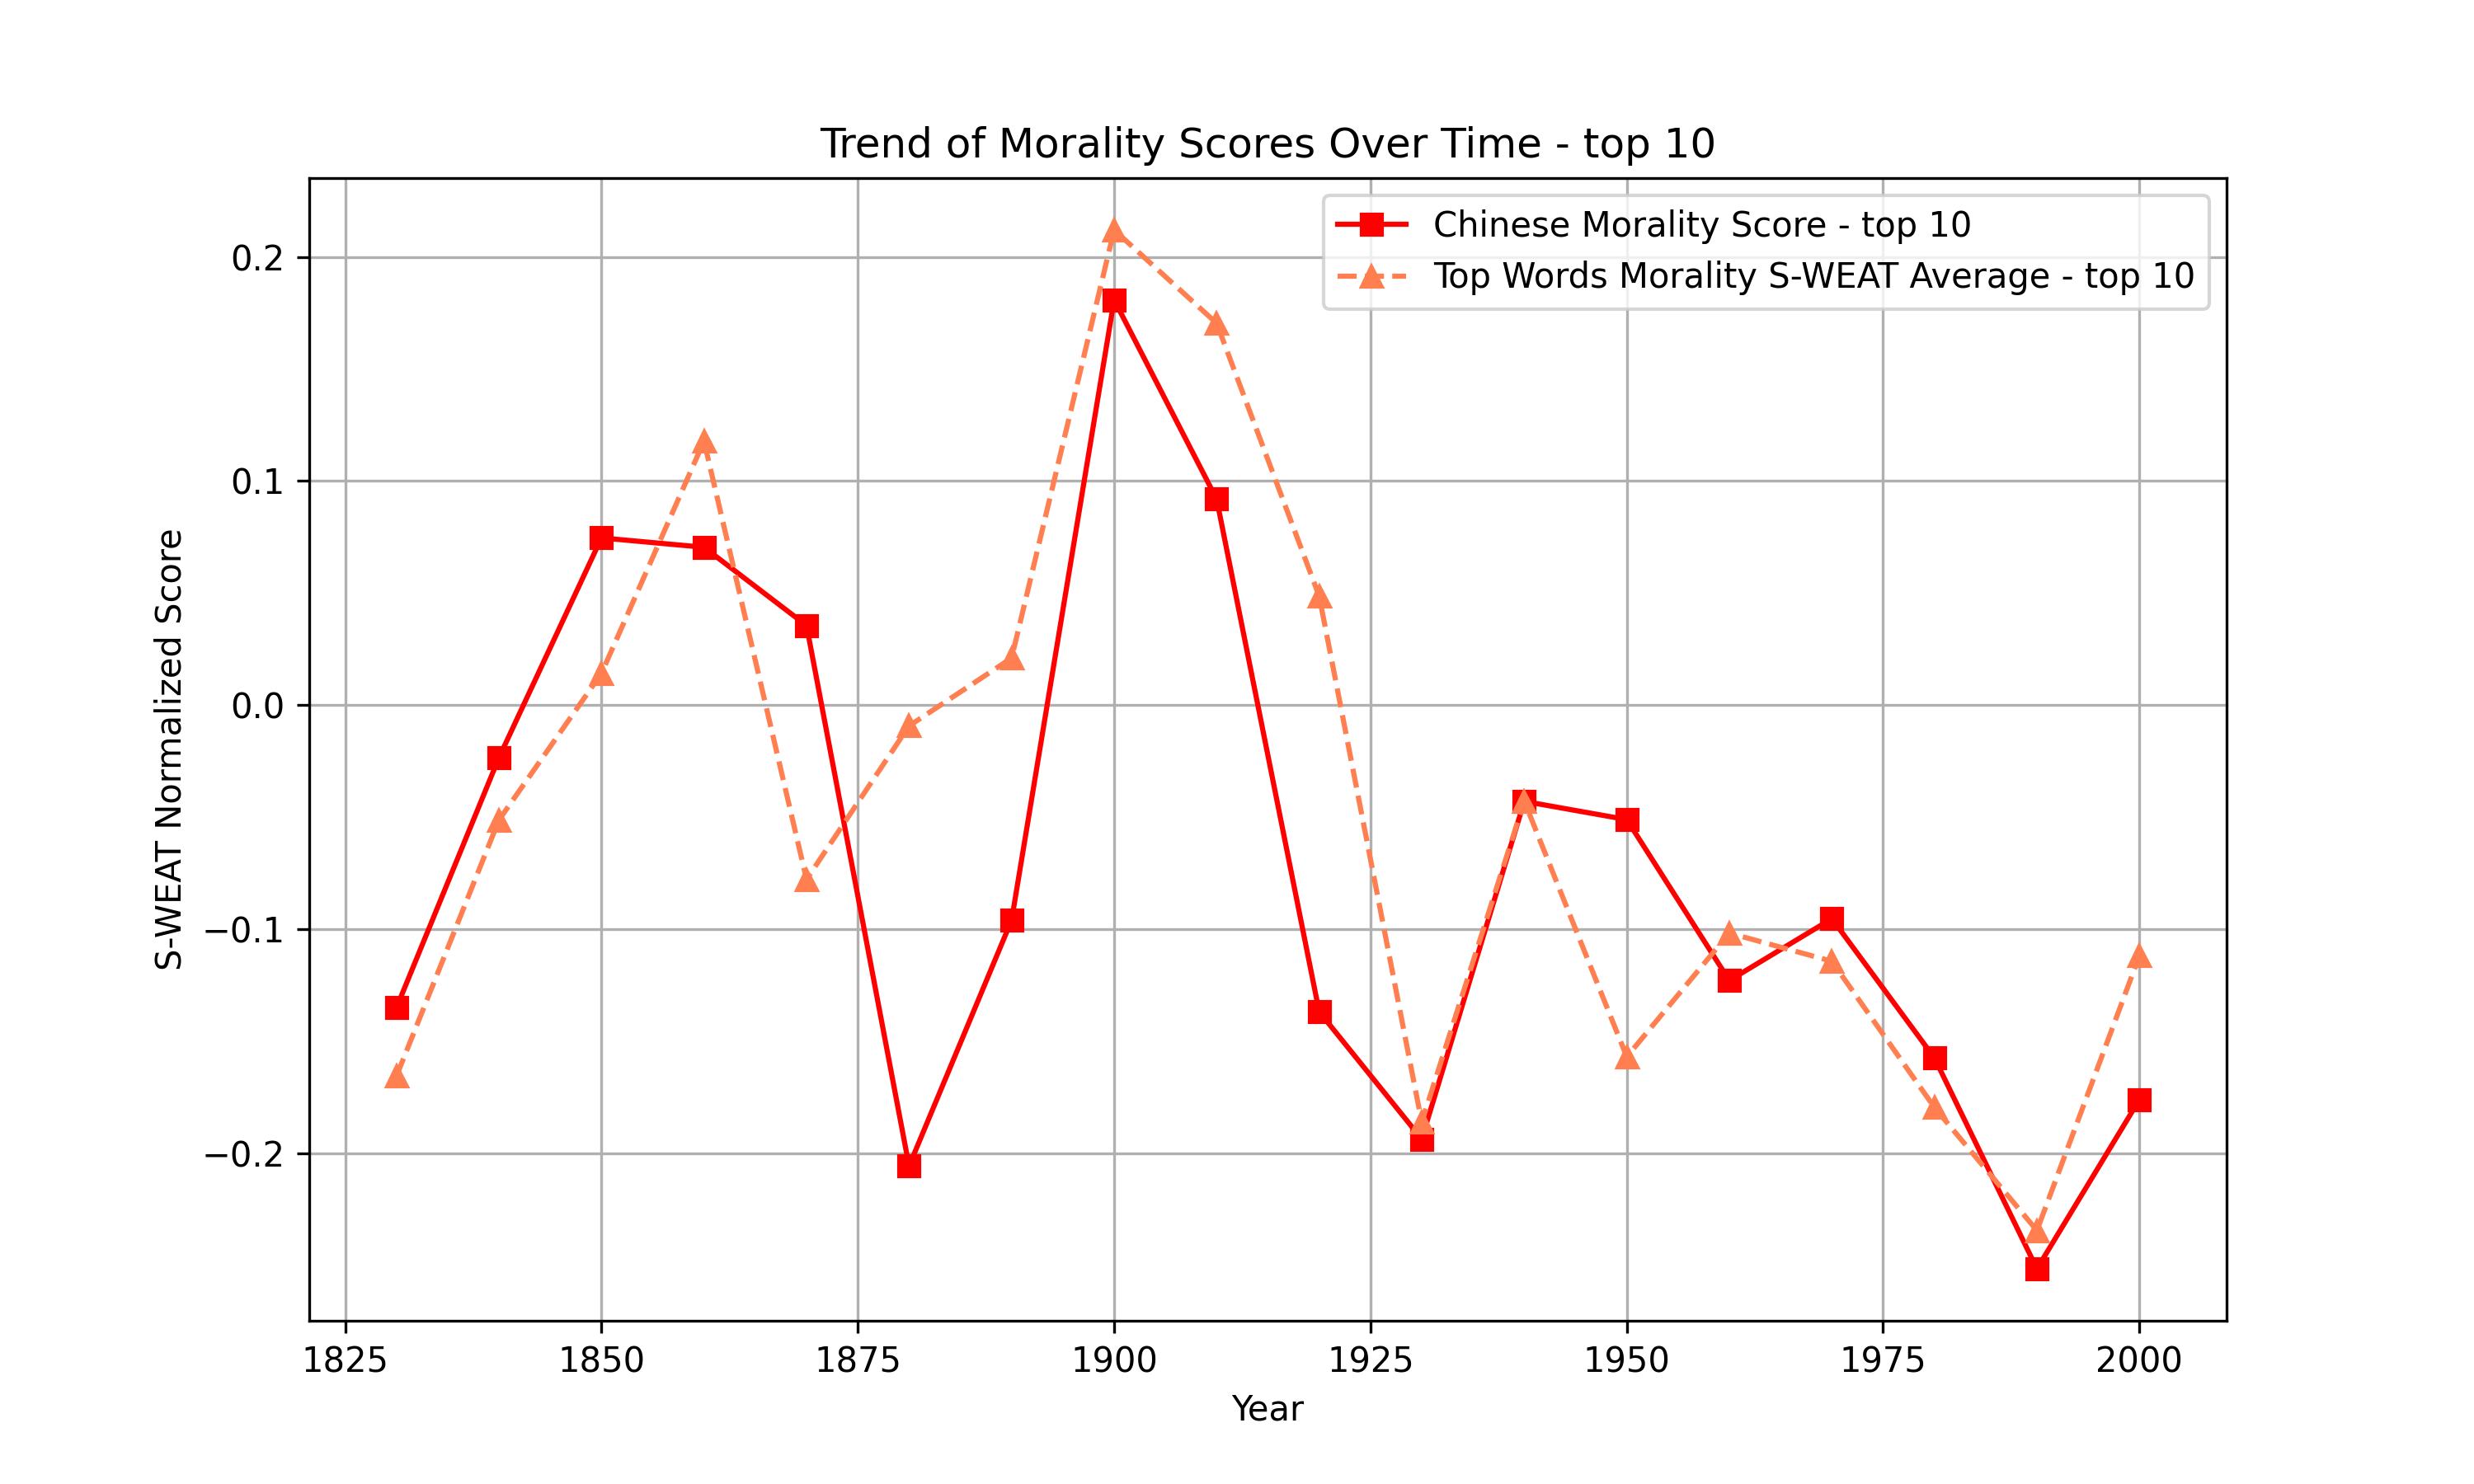 Trend of Morality Scores Over Time - top 10
Chinese Morality Score - top 10
Top Words Morality S-WEAT Average - top 10
S-WEAT Normalized Score
0.2
0.1
0.0
−0.1
−0.2
1825 1850 1875 1900 1925 1950 1975 2000
Year